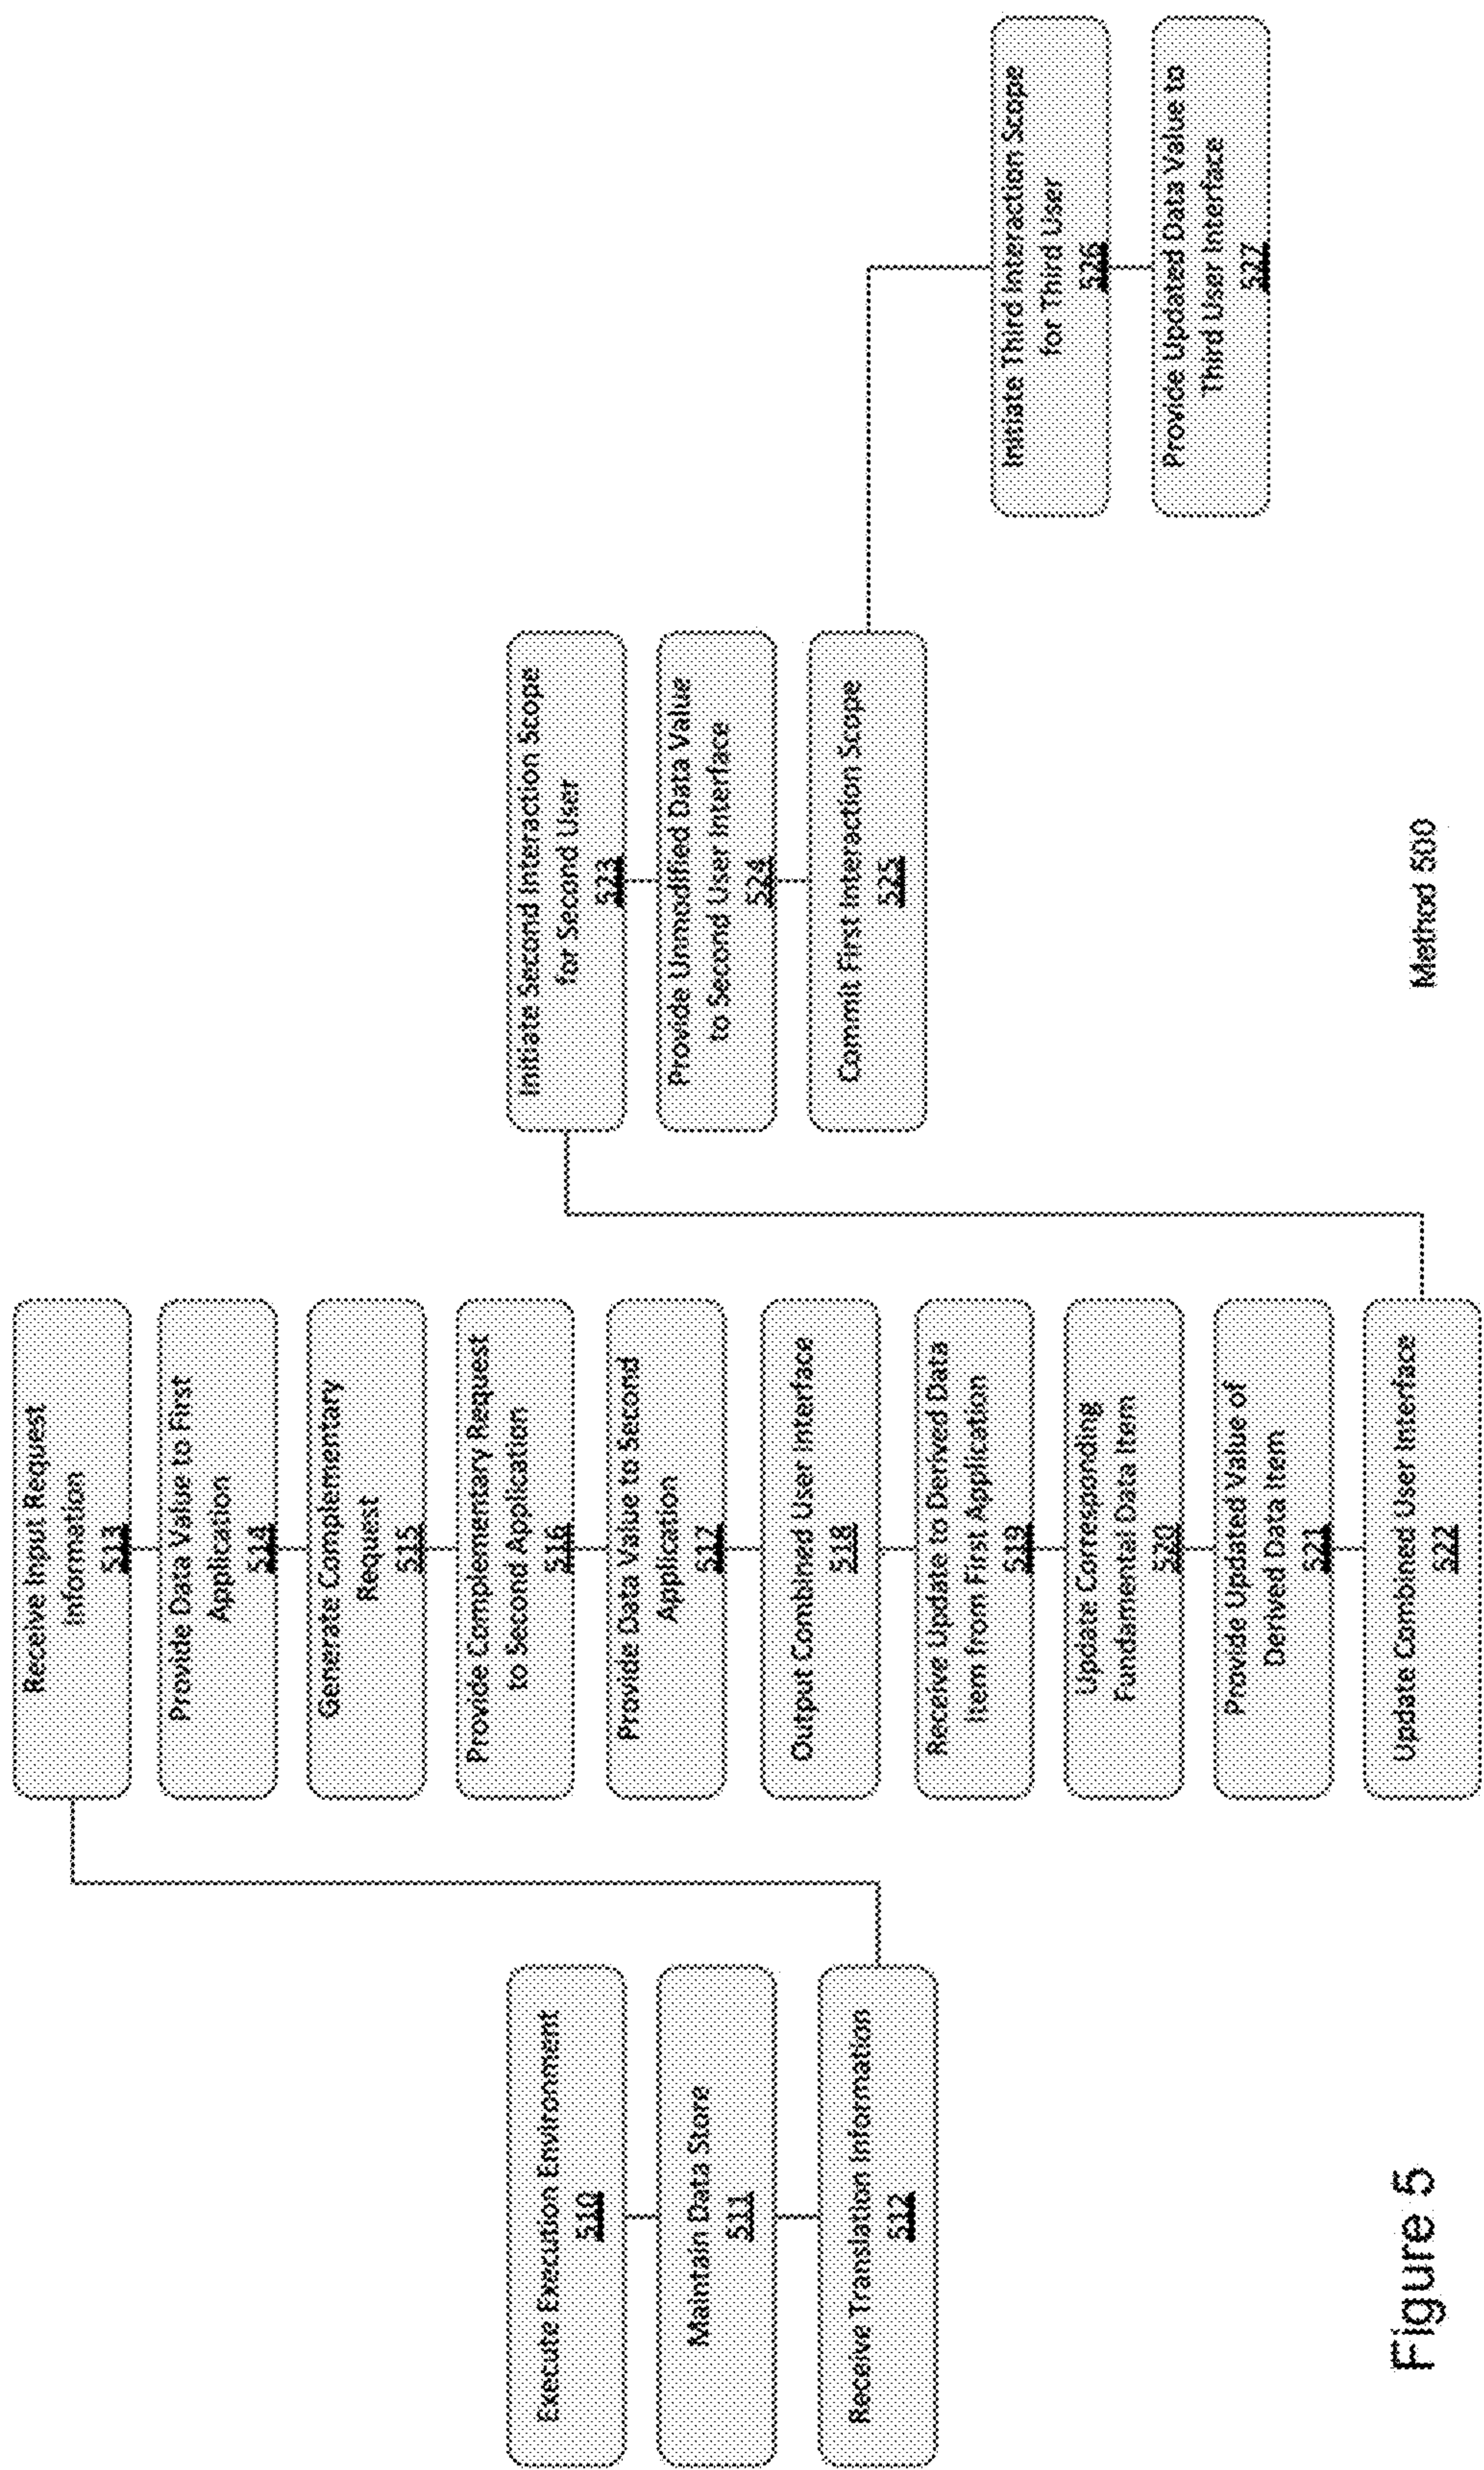 Execute Execution Environment
510
Maintain Data Store
511
Receive Translation Information
512
Receive Input Request
Information
513
Provide Data Value to First
Application
514
Generate Complementary
Request
515
Provide Complementary Request
to Second Application
516
Provide Data Value to Second
Application
517
Output Combined User Interface
518
Receive Update to Derived Data
Item from First Application
519
Update Corresponding
Fundamental Data Item
520
Provide Updated Value of
Derived Data Item
521
Update Combined User Interface
522
Initiate Second Interaction Scope
for Second User
523
Provide Unmodified Data Value
to Second User Interface
524
Commit First Interaction Scope
525
Initiate Third Interaction Scope
for Third User
526
Provide Updated Data Value to
Third User Interface
527
Method 500
Figure 5